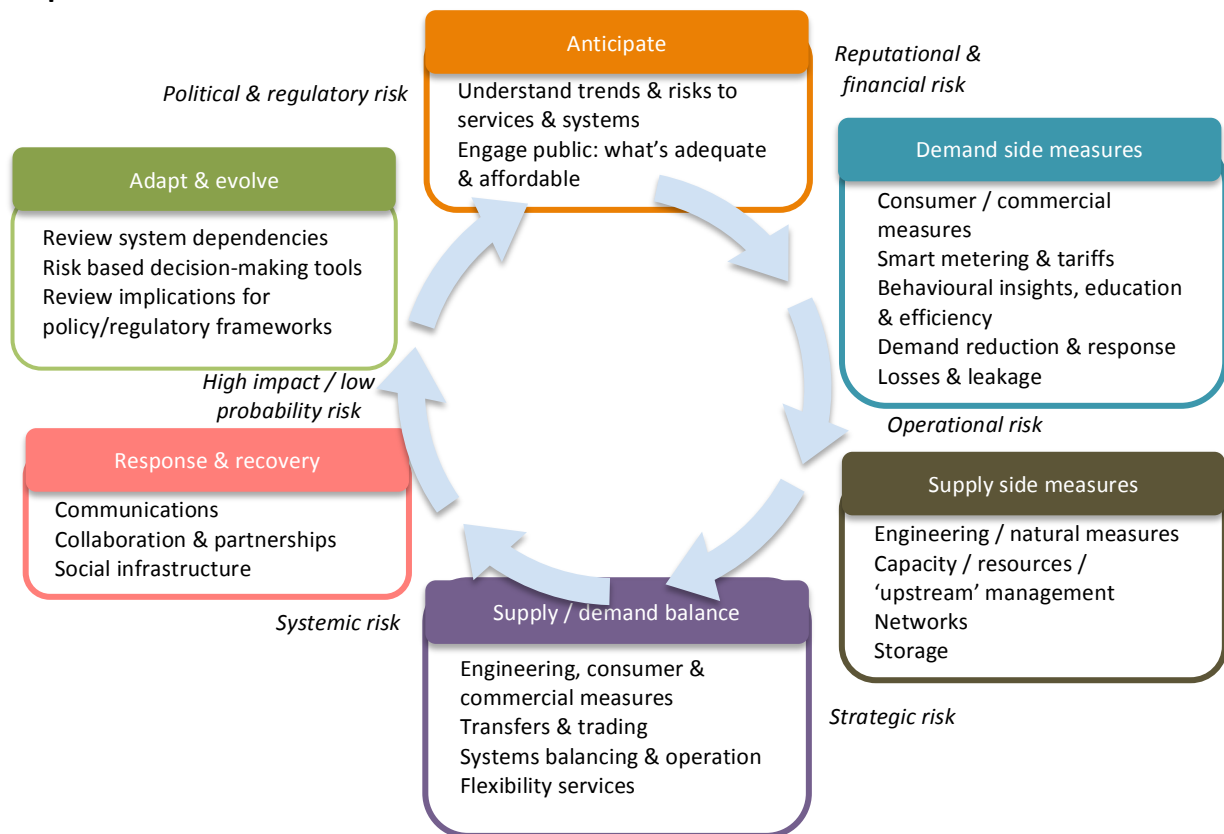 Anticipate
Understand trends & risks to
services & systems
Engage public: what's adequate
& affordable
Reputational &
financial risk
Demand side measures
Consumer / commercial
measures
Smart metering & tariffs
Behavioural insights, education
& efficiency
Demand reduction & response
Losses & leakage
Operational risk
Supply side measures
Engineering / natural measures
Capacity / resources /
‘upstream’ management
Networks
Storage
Strategic risk
Supply / demand balance
Engineering, consumer &
commercial measures
Transfers & trading
Systems balancing & operation
Flexibility services
Systemic risk
Response & recovery
Communications
Collaboration & partnerships
Social infrastructure
High impact / low
probability risk
Adapt & evolve
Review system dependencies
Risk based decision-making tools
Review implications for
policy/regulatory frameworks
Political & regulatory risk